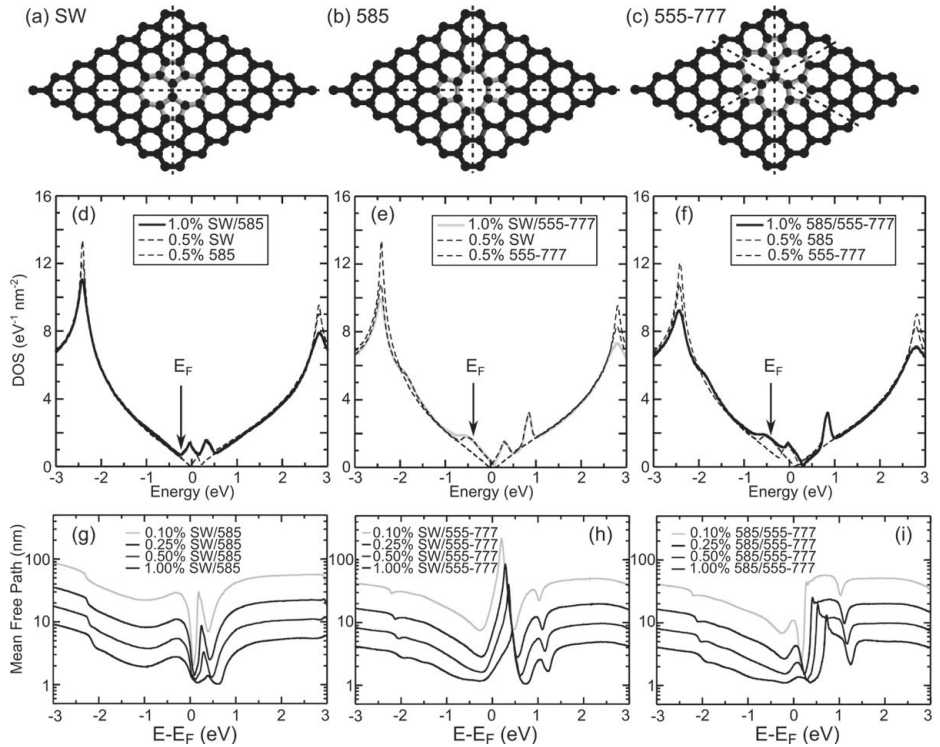 (a) SW (b) 585 (c) 555-777
16
12
8
4
0
DOS (eV⁻¹ nm⁻²)
(d)
1.0% SW/585
0.5% SW
0.5% 585
E_F
-3 -2 -1 0 1 2 3
Energy (eV)
16
12
8
4
0
(e)
1.0% SW/555-777
0.5% SW
0.5% 555-777
E_F
-3 -2 -1 0 1 2 3
Energy (eV)
16
12
8
4
0
(f)
1.0% 585/555-777
0.5% 585
0.5% 555-777
E_F
-3 -2 -1 0 1 2 3
Energy (eV)
Mean Free Path (nm)
100
10
1
(g)
0.10% SW/585
0.25% SW/585
0.50% SW/585
1.00% SW/585
-3 -2 -1 0 1 2 3
E-E_F (eV)
100
10
1
0.10% SW/555-777
0.25% SW/555-777
0.50% SW/555-777
1.00% SW/555-777
(h)
-3 -2 -1 0 1 2 3
E-E_F (eV)
100
10
1
0.10% 585/555-777
0.25% 585/555-777
0.50% 585/555-777
1.00% 585/555-777
(i)
-3 -2 -1 0 1 2 3
E-E_F (eV)